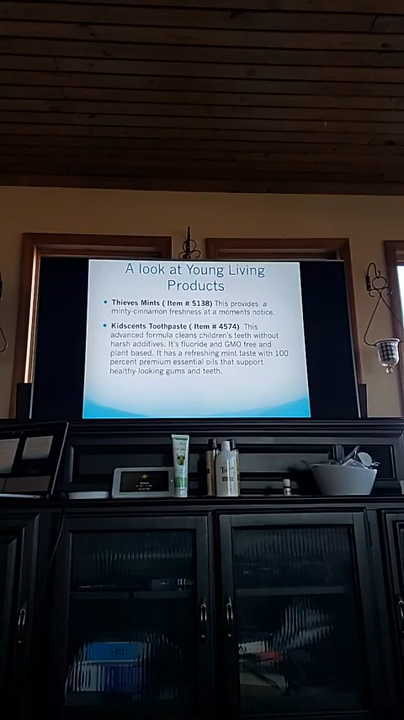 A look at Young Living
Products
• Thieves Mints ( Item # 5138) This provides a
minty-cinnamon freshness at a moments notice.
• Kidscents Toothpaste ( Item # 4574) This
advanced formula cleans children's teeth without
harsh additives. It's fluoride and GMO free and
plant based. It has a refreshing mint taste with 100
percent premium essential oils that support
healthy-looking gums and teeth.